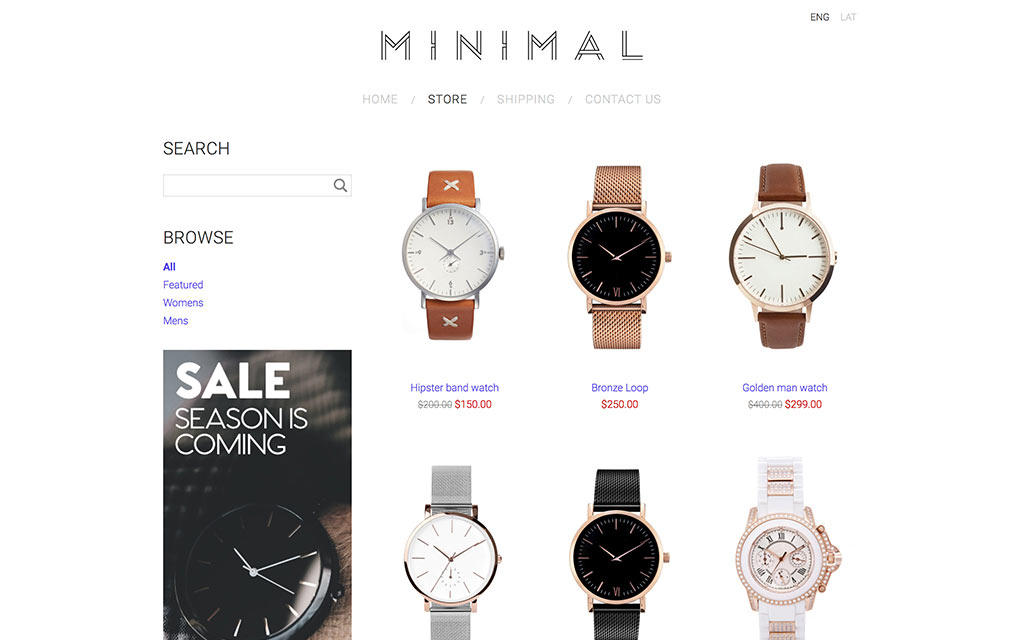 ENG LAT
MINIMAL
HOME / STORE / SHIPPING / CONTACT US
SEARCH
BROWSE
All
Featured
Womens
Mens
SALE
SEASON IS
COMING
Hipster band watch
$200.00 $150.00
Bronze Loop
$250.00
Golden man watch
$400.00 $299.00